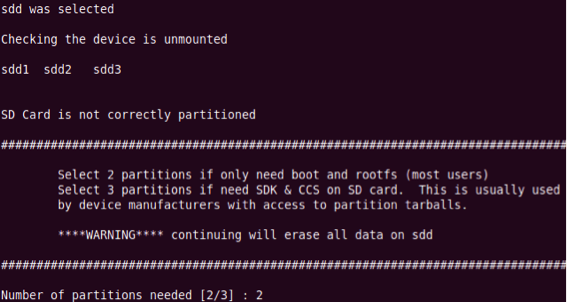 sdd was selected
Checking the device is unmounted
sdd1  sdd2   sdd3
SD Card is not correctly partitioned
################################################################################
Select 2 partitions if only need boot and rootfs (most users)
Select 3 partitions if need SDK & CCS on SD card.  This is usually used
by device manufacturers with access to partition tarballs.
****WARNING**** continuing will erase all data on sdd
################################################################################
Number of partitions needed [2/3] : 2